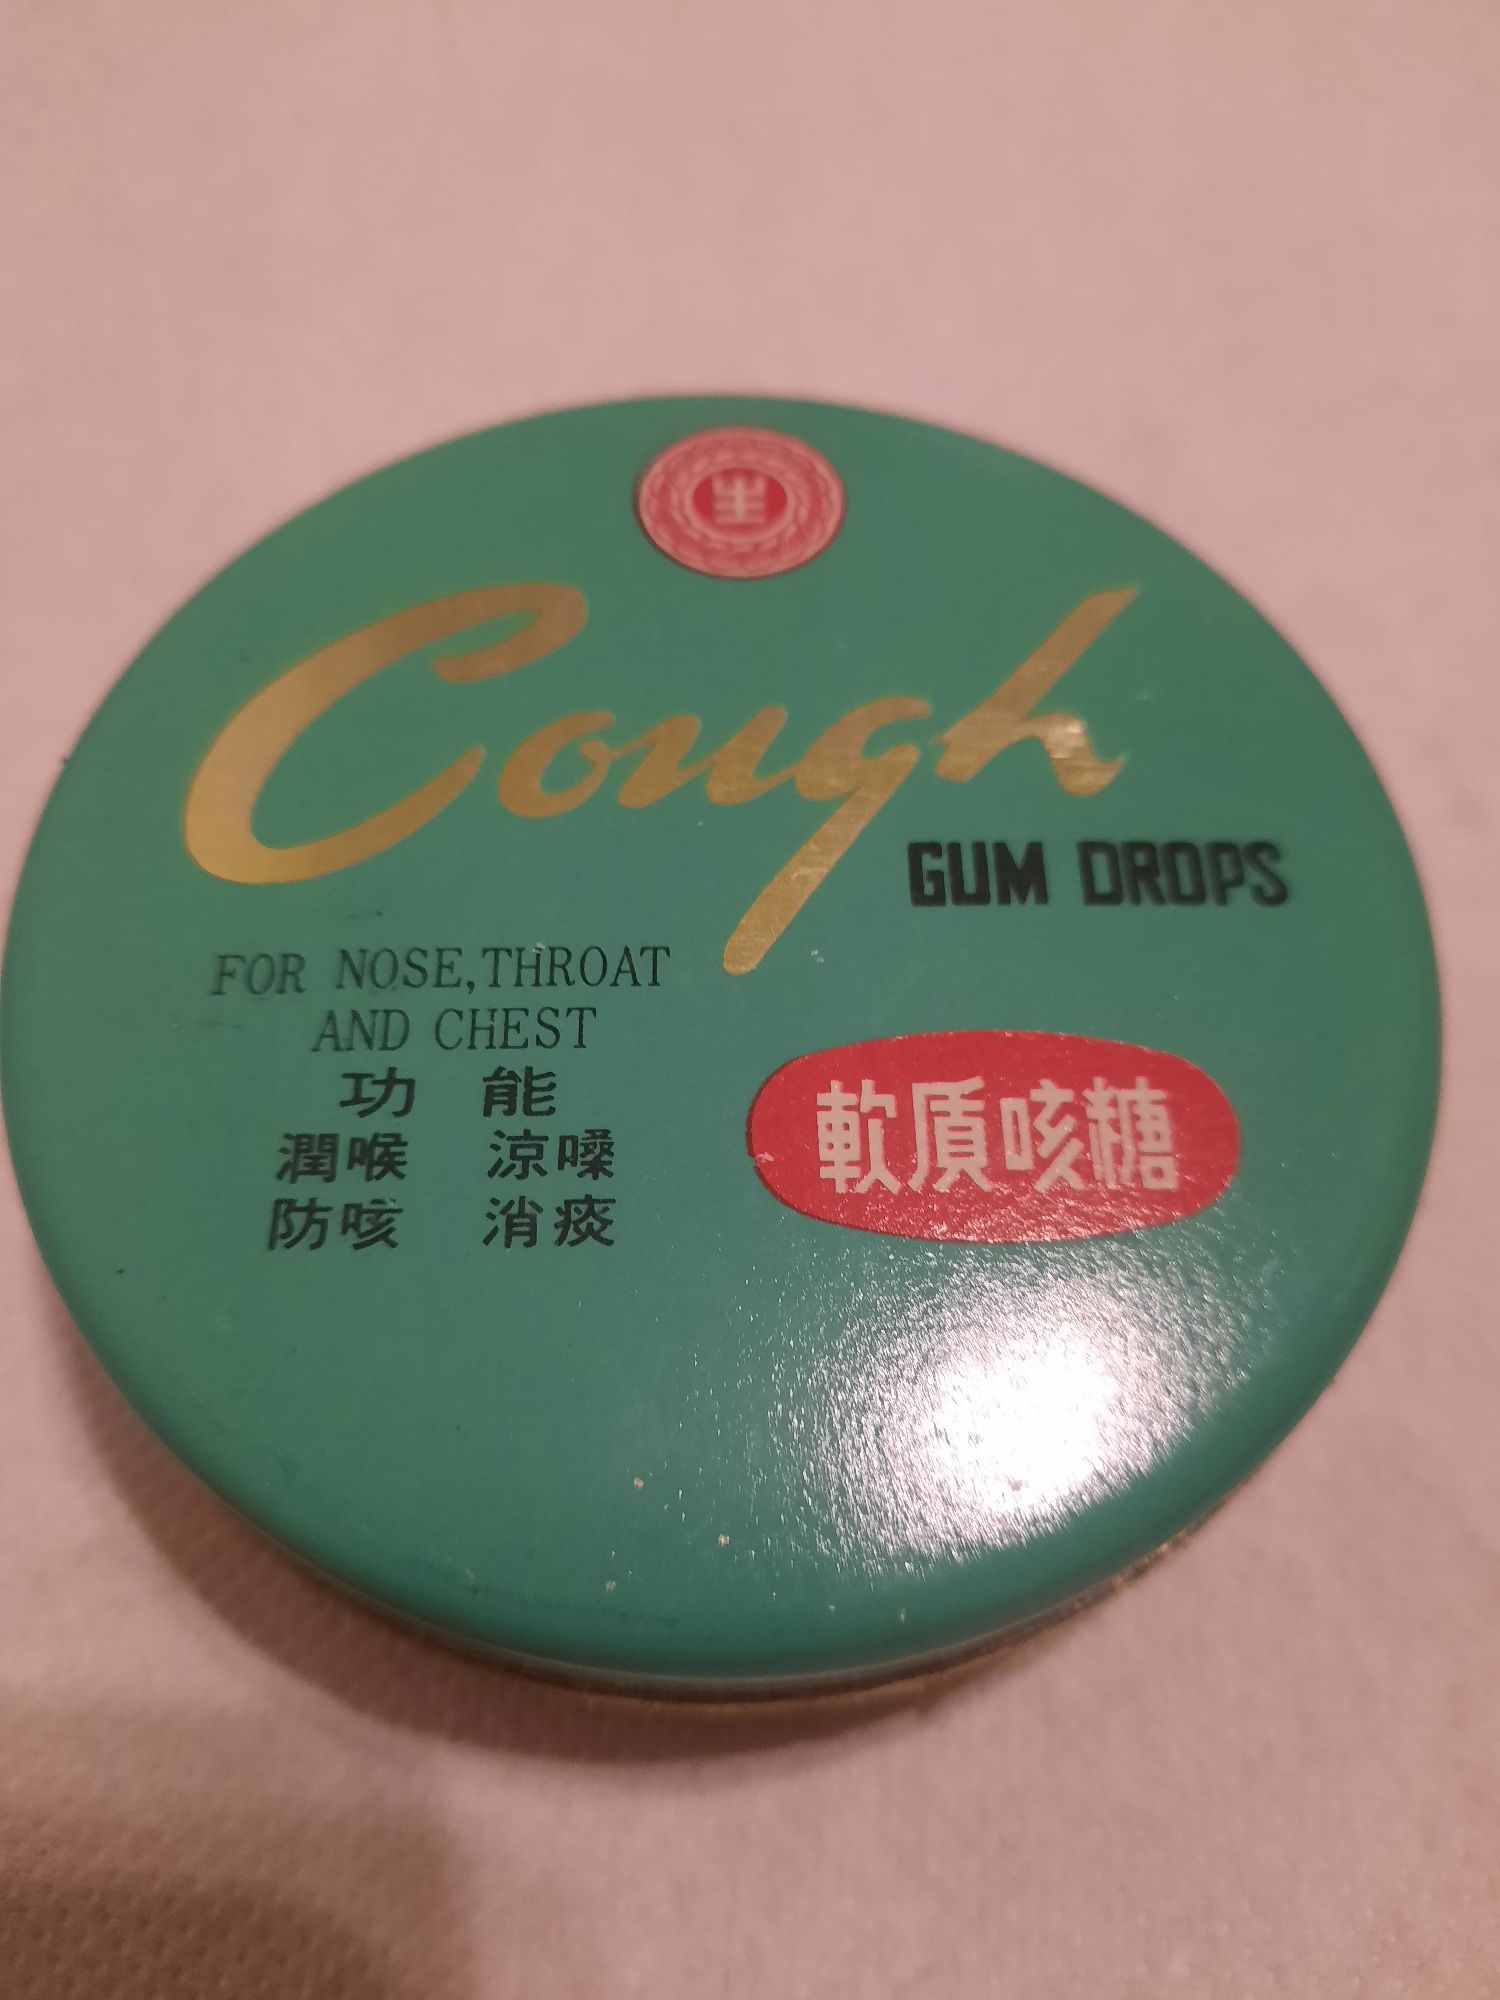 生
Cough
GUM DROPS
FOR NOSE, THROAT
AND CHEST
功 能
潤喉 涼嗓
防咳 消痰
軟質咳糖